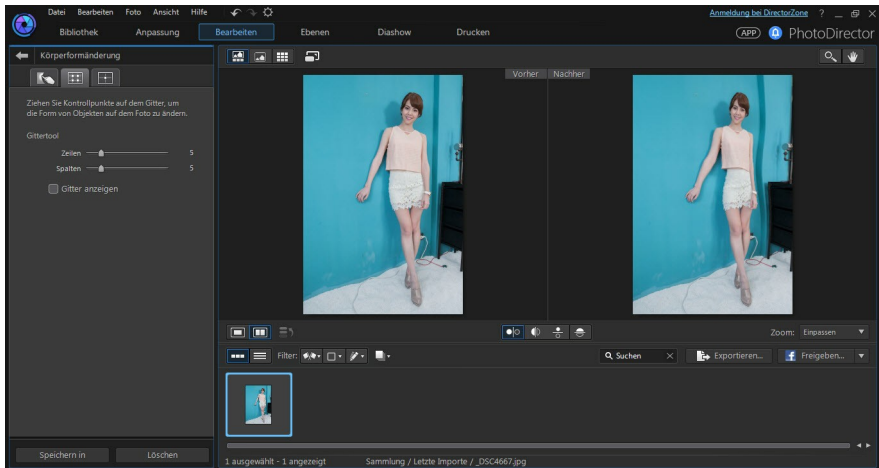 Datei Bearbeiten Foto Ansicht Hilfe
Anmeldung bei DirectorZone ?
Bibliothek Anpassung Bearbeiten Ebenen Diashow Drucken
APP PhotoDirector
Körperformänderung
Vorher Nachher
Ziehen Sie Kontrollpunkte auf dem Gitter, um
die Form von Objekten auf dem Foto zu ändern.
Gittertool
Zeilen 5
Spalten 5
Gitter anzeigen
Zoom: Einpassen
Filter: Suchen Exportieren... Freigeben...
Speichern in Löschen
1 ausgewählt - 1 angezeigt Sammlung / Letzte Importe / _DSC4667.jpg